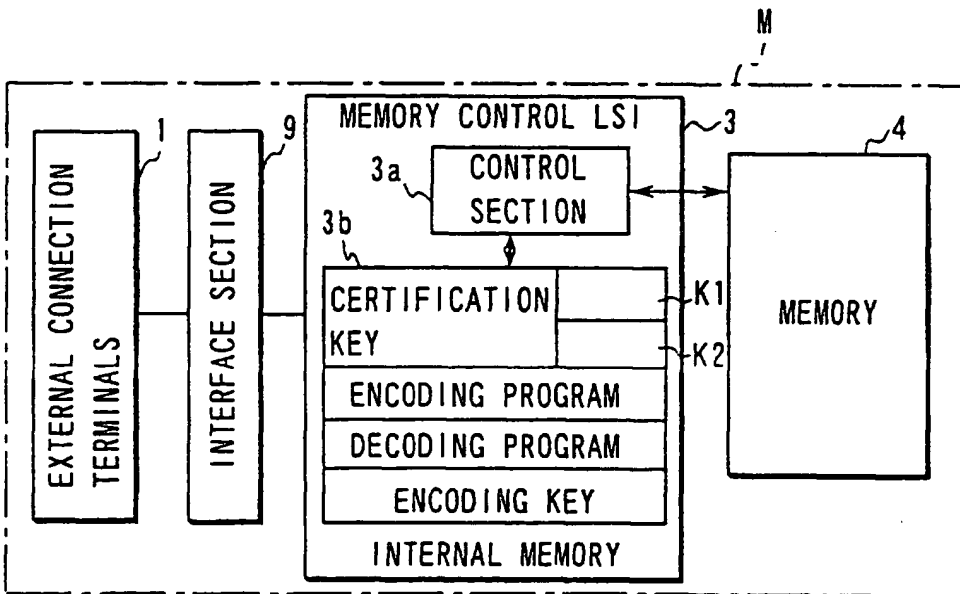 M
1
EXTERNAL CONNECTION
TERMINALS
9
INTERFACE SECTION
MEMORY CONTROL LSI
3
3a
CONTROL
SECTION
3b
CERTIFICATION
KEY
K1
K2
ENCODING PROGRAM
DECODING PROGRAM
ENCODING KEY
INTERNAL MEMORY
4
MEMORY